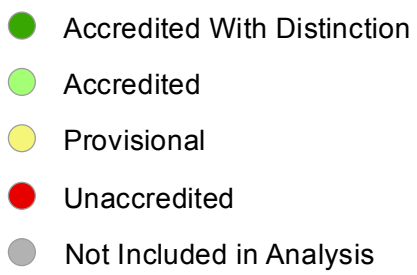 Accredited With Distinction
Accredited
Provisional
Unaccredited
Not Included in Analysis